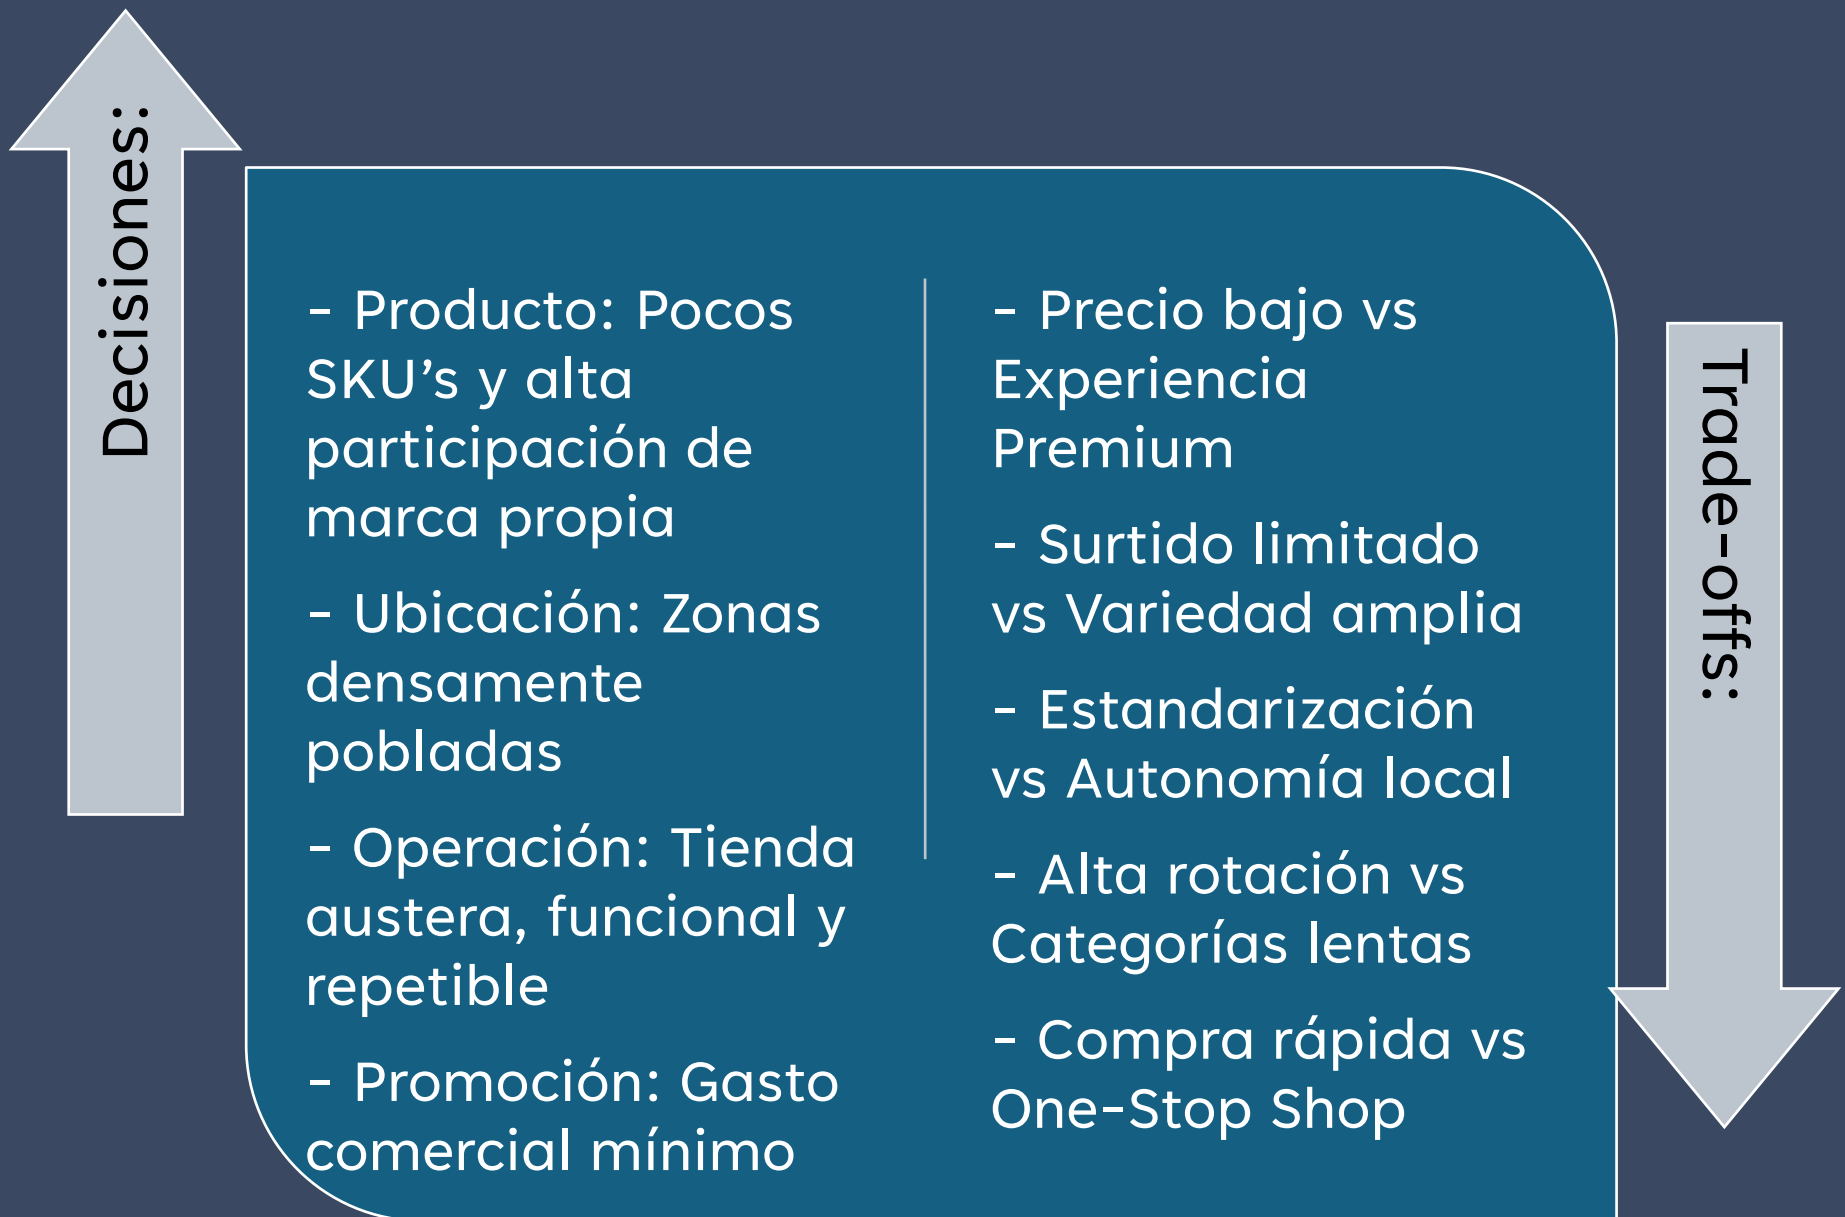 Decisiones:
- Producto: Pocos
SKU’s y alta
participación de
marca propia
- Ubicación: Zonas
densamente
pobladas
- Operación: Tienda
austera, funcional y
repetible
- Promoción: Gasto
comercial mínimo
- Precio bajo vs
Experiencia
Premium
- Surtido limitado
vs Variedad amplia
- Estandarización
vs Autonomía local
- Alta rotación vs
Categorías lentas
- Compra rápida vs
One-Stop Shop
Trade-offs: